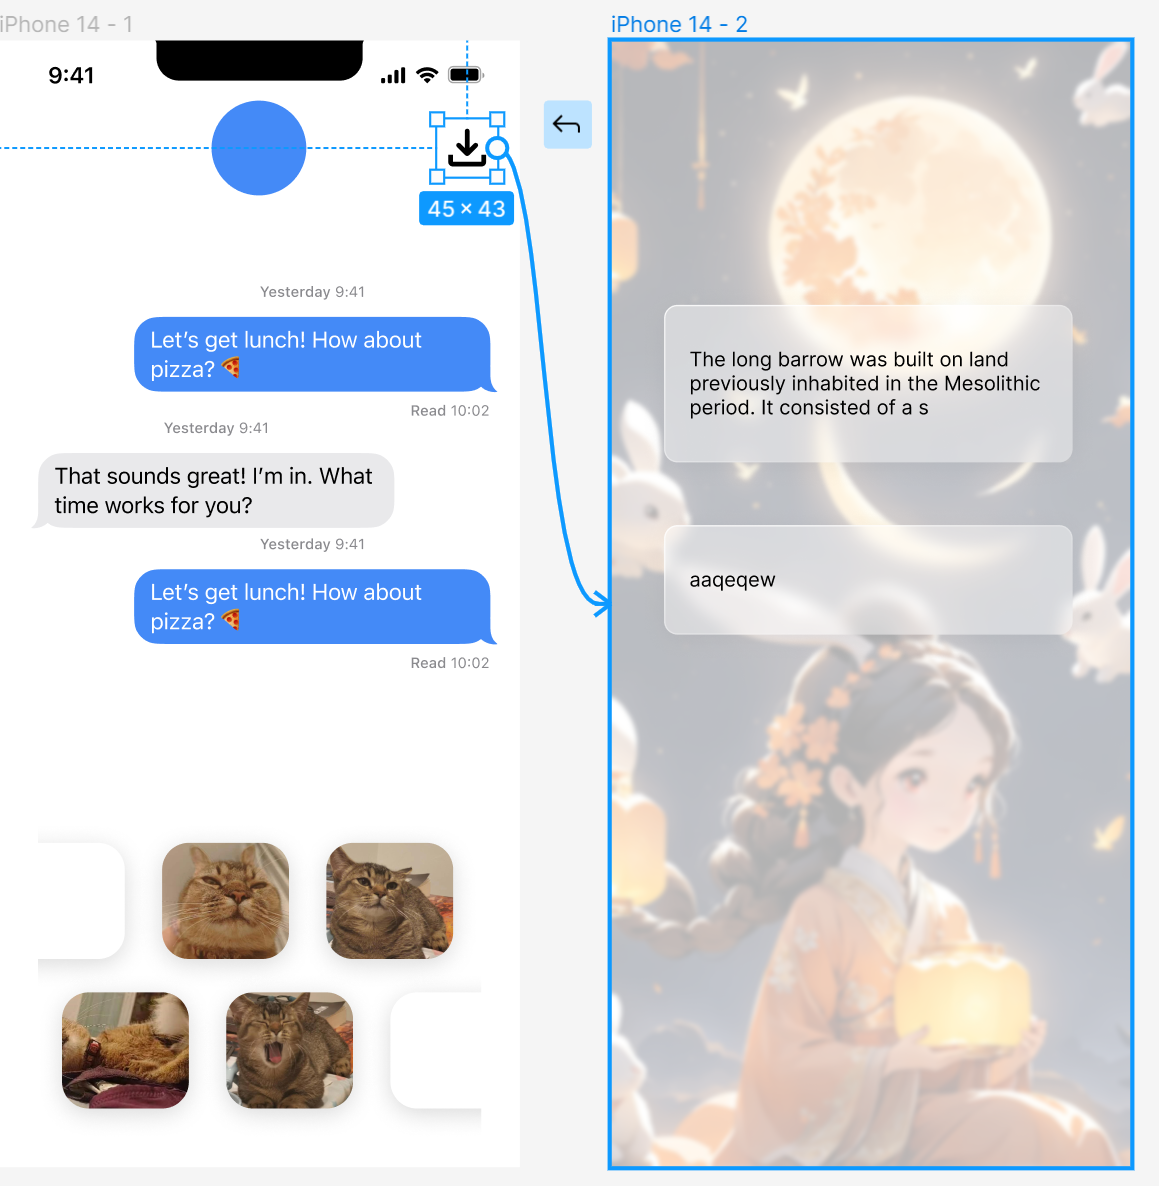 iPhone 14 - 1
9:41
45 × 43
Yesterday 9:41
Let’s get lunch! How about
pizza? 🍕
Read 10:02
Yesterday 9:41
That sounds great! I’m in. What
time works for you?
Yesterday 9:41
Let’s get lunch! How about
pizza? 🍕
Read 10:02
iPhone 14 - 2
The long barrow was built on land
previously inhabited in the Mesolithic
period. It consisted of a s
aaqeqew